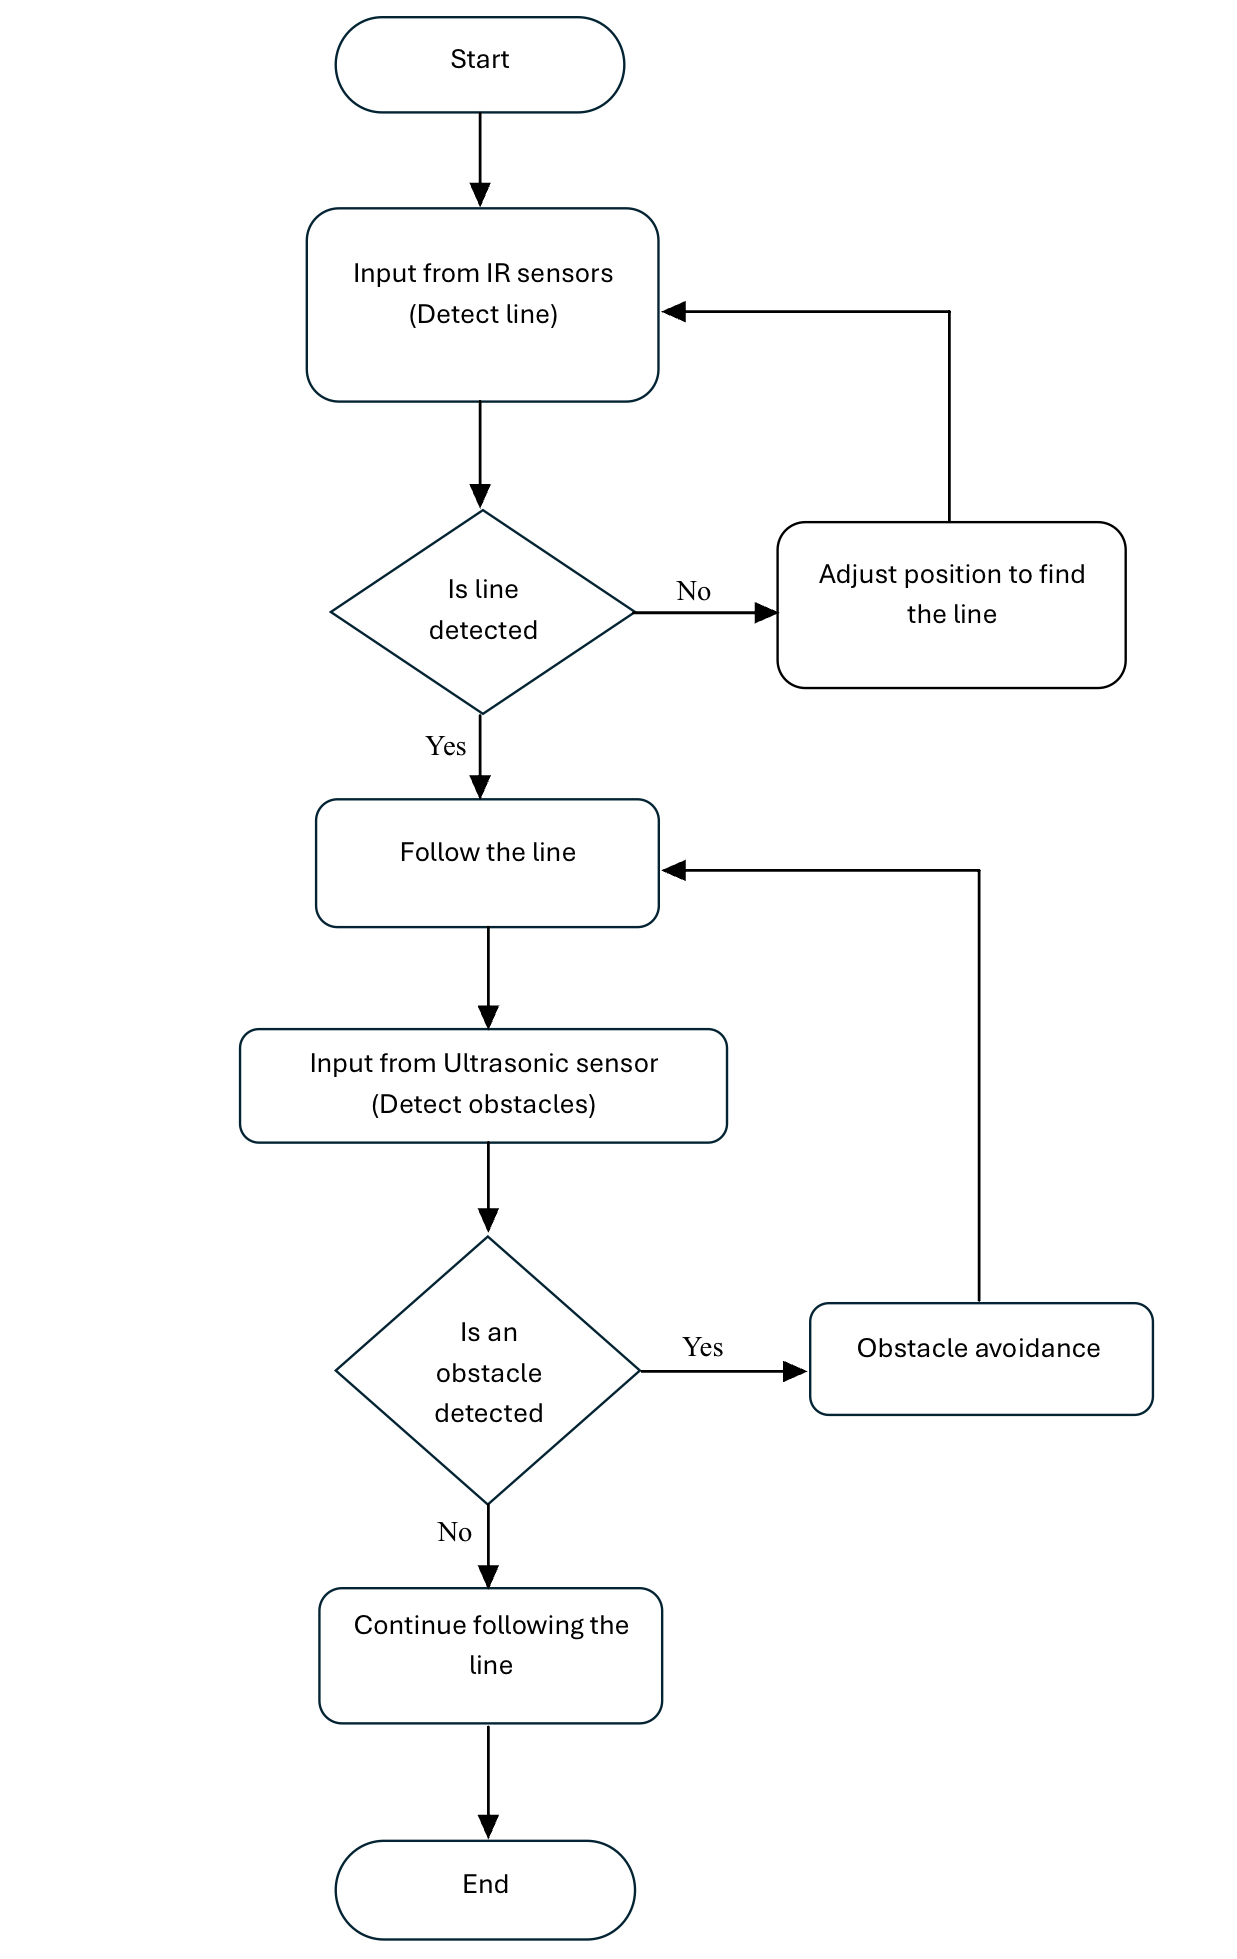 Start
Input from IR sensors
(Detect line)
Is line
detected
No
Adjust position to find
the line
Yes
Follow the line
Input from Ultrasonic sensor
(Detect obstacles)
Is an
obstacle
detected
Yes
Obstacle avoidance
No
Continue following the
line
End